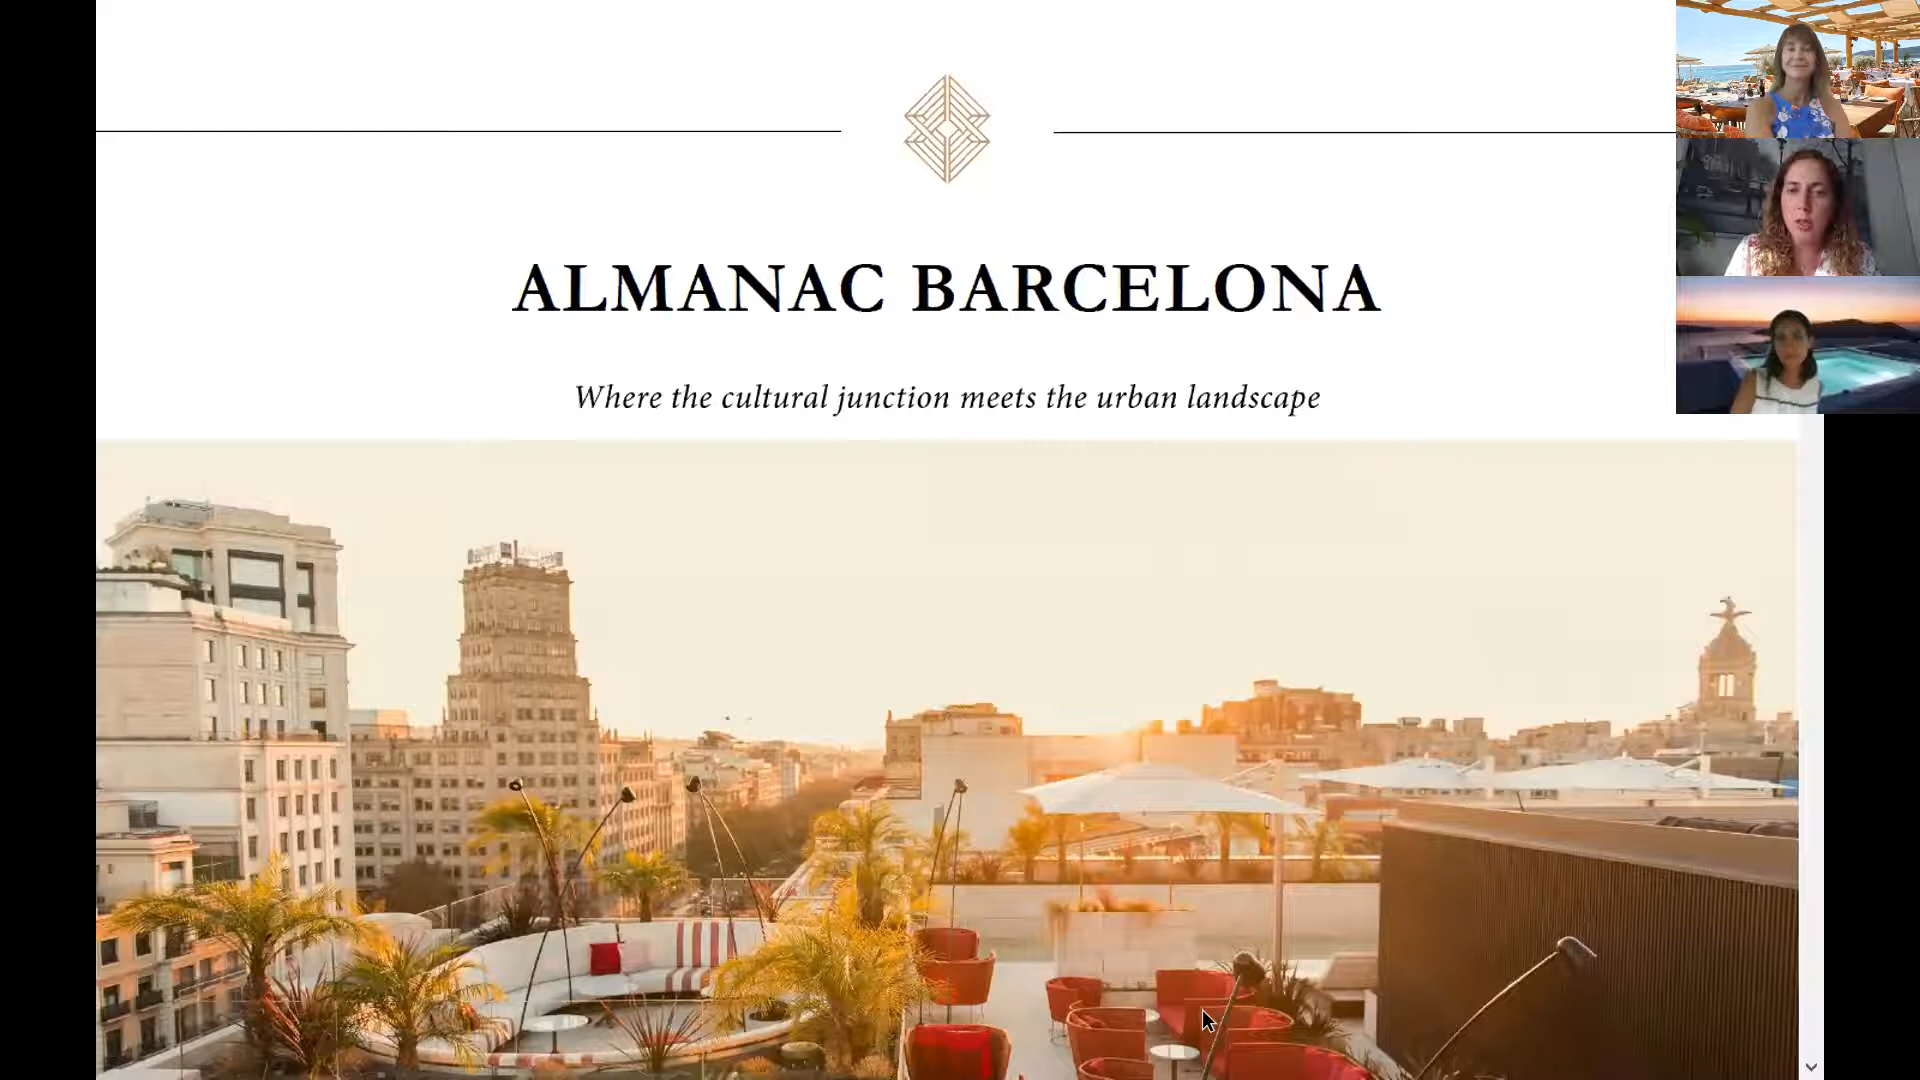 ALMANAC BARCELONA
Where the cultural junction meets the urban landscape